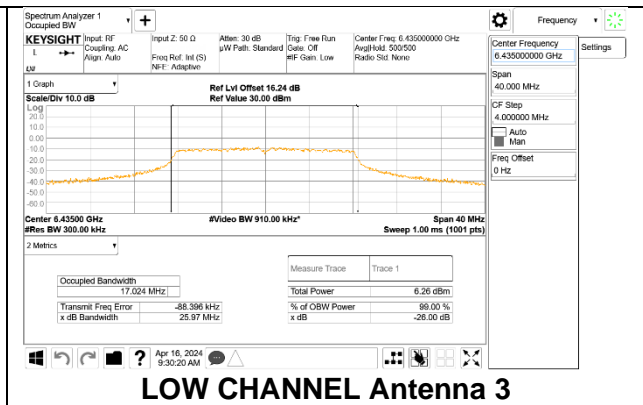 Spectrum Analyzer 1
Occupied BW
Frequency
KEYSIGHT
Input: RF
Coupling: AC
Align: Auto
Input Z: 50 Ω
Freq Ref: Int (S)
NFE: Adaptive
Atten: 30 dB
µW Path: Standard
Trig: Free Run
Gate: Off
#IF Gain: Low
Center Freq: 6.435000000 GHz
Avg|Hold: 500/500
Radio Std: None
Center Frequency
6.435000000 GHz
Settings
Span
40.000 MHz
CF Step
4.000000 MHz
Auto
Man
Freq Offset
0 Hz
1 Graph
Scale/Div 10.0 dB
Ref Lvl Offset 16.24 dB
Ref Value 30.00 dBm
Log
20.0
10.0
0.00
-10.0
-20.0
-30.0
-40.0
-50.0
-60.0
Center 6.43500 GHz
#Video BW 910.00 kHz*
Span 40 MHz
#Res BW 300.00 kHz
Sweep 1.00 ms (1001 pts)
2 Metrics
Measure Trace
Trace 1
Occupied Bandwidth
17.024 MHz
Total Power
6.26 dBm
Transmit Freq Error
-88.396 kHz
% of OBW Power
99.00 %
x dB Bandwidth
25.97 MHz
x dB
-26.00 dB
Apr 16, 2024
9:30:20 AM
LOW CHANNEL Antenna 3